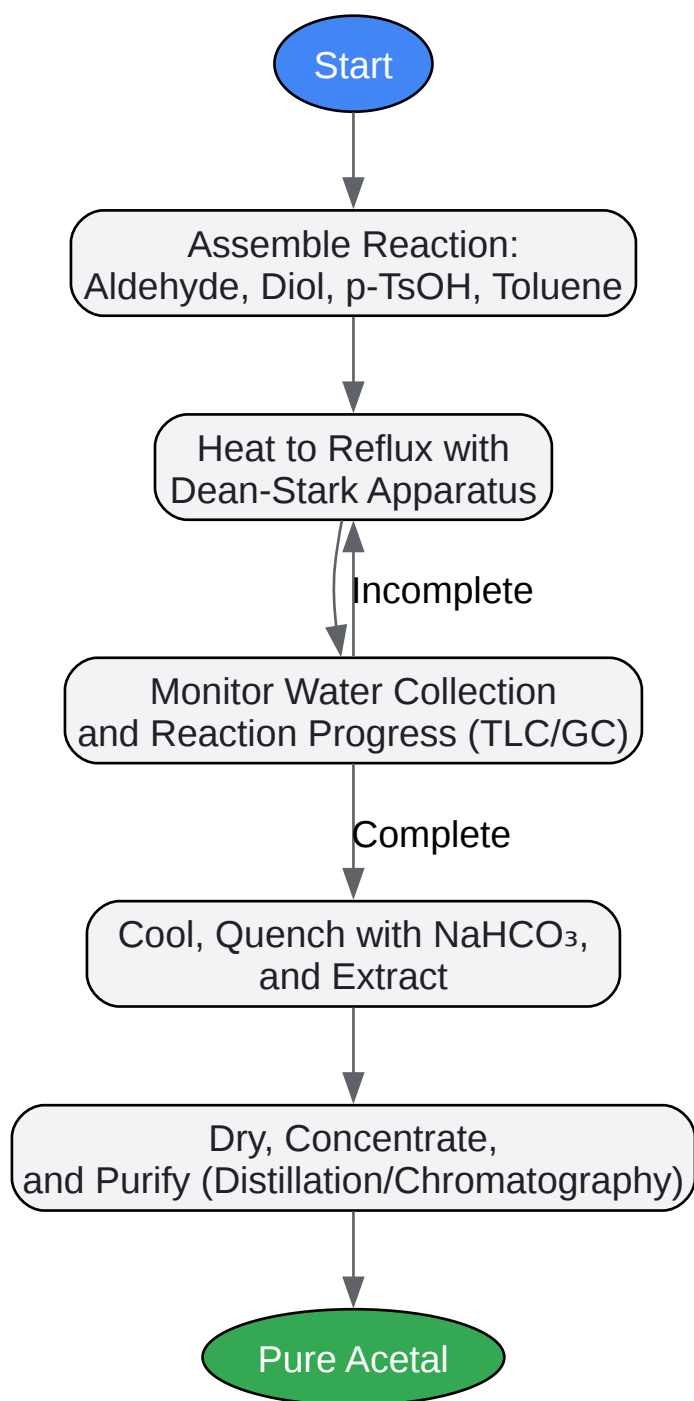 Start
Assemble Reaction:
Aldehyde, Diol, p-TsOH, Toluene
Heat to Reflux with
Dean-Stark Apparatus
Incomplete
Monitor Water Collection
and Reaction Progress (TLC/GC)
Complete
Cool, Quench with NaHCO₃,
and Extract
Dry, Concentrate,
and Purify (Distillation/Chromatography)
Pure Acetal